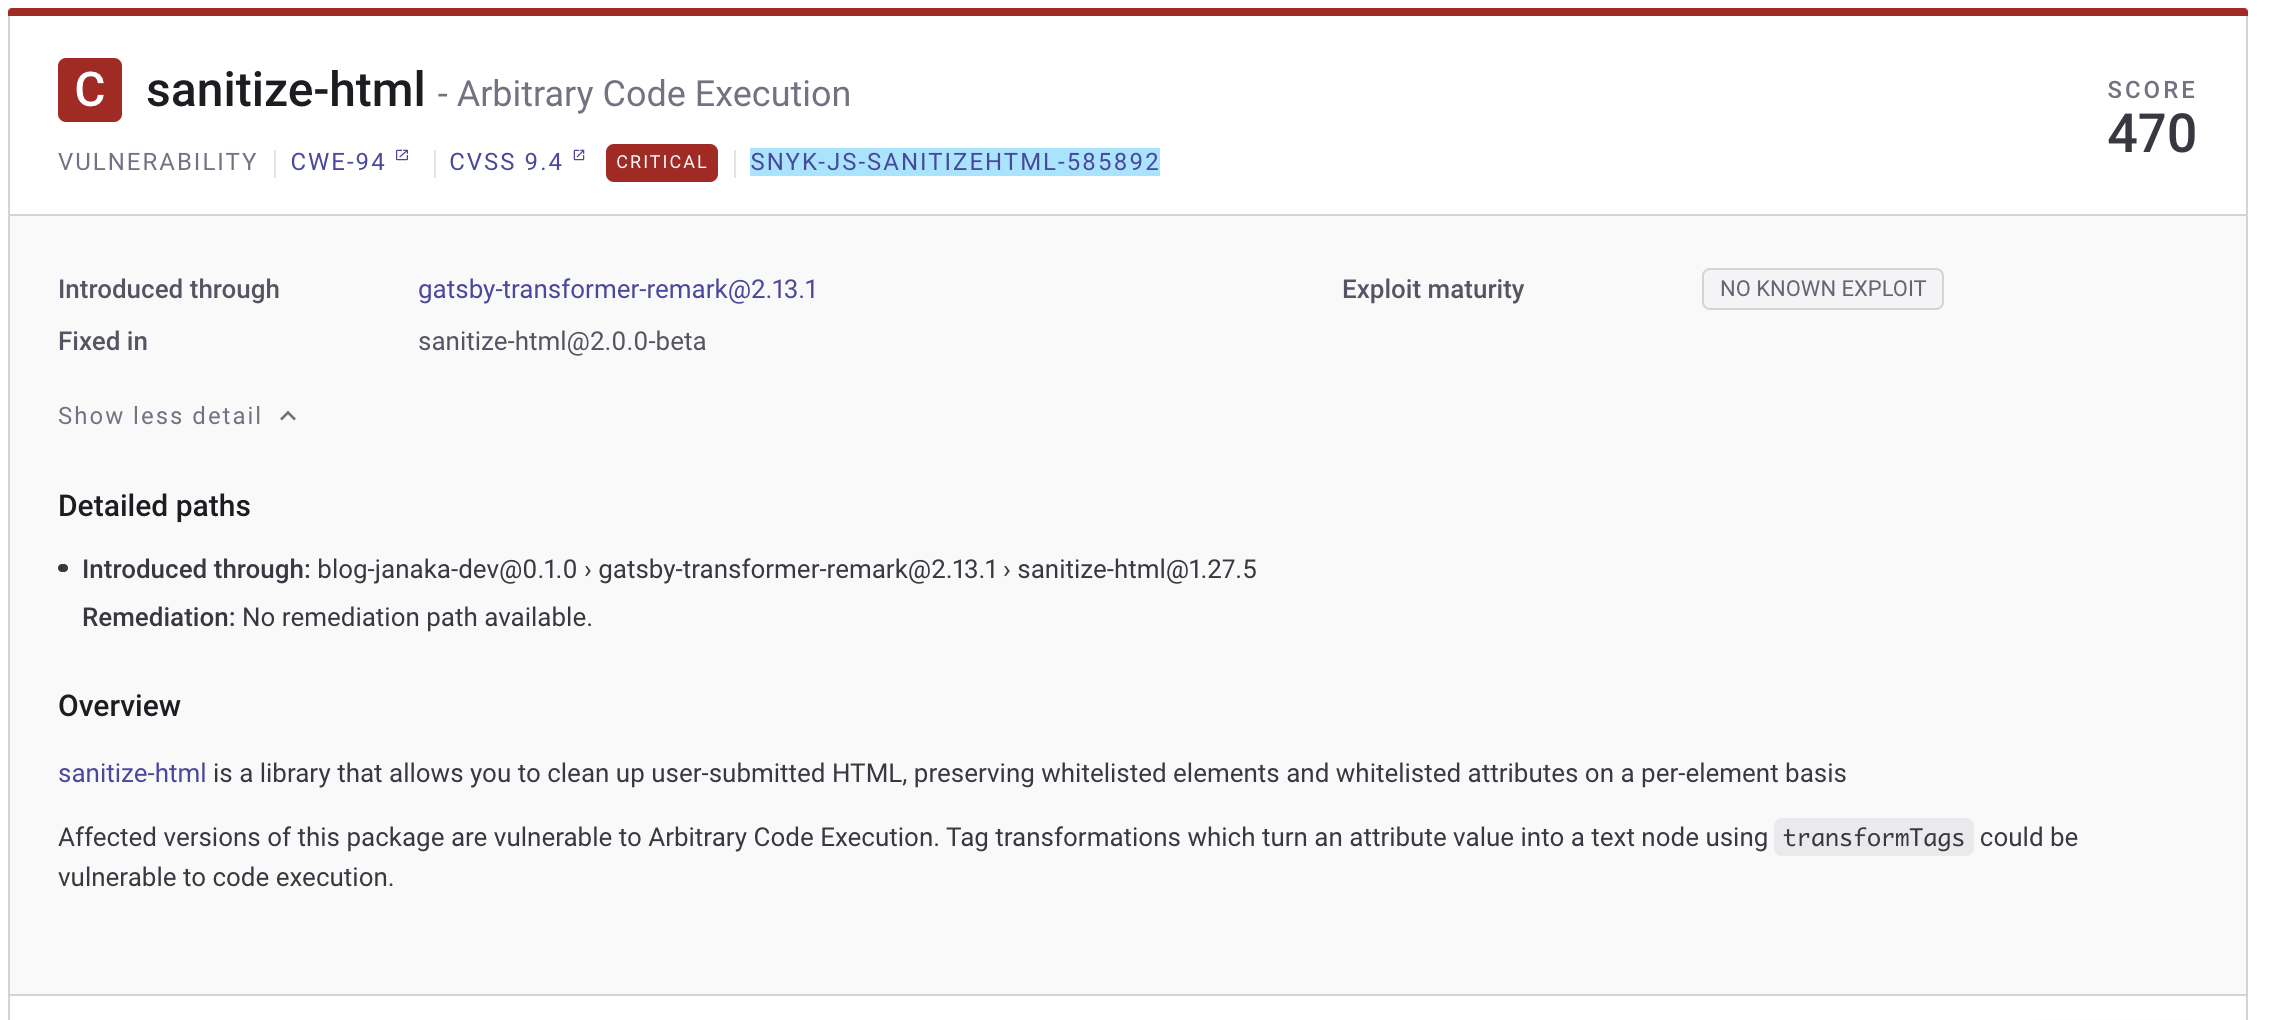 C sanitize-html - Arbitrary Code Execution
SCORE
470
VULNERABILITY | CWE-94 | CVSS 9.4 CRITICAL | SNYK-JS-SANITIZEHTML-585892
Introduced through gatsby-transformer-remark@2.13.1 Exploit maturity NO KNOWN EXPLOIT
Fixed in sanitize-html@2.0.0-beta
Show less detail
Detailed paths
• Introduced through: blog-janaka-dev@0.1.0 › gatsby-transformer-remark@2.13.1 › sanitize-html@1.27.5
Remediation: No remediation path available.
Overview
sanitize-html is a library that allows you to clean up user-submitted HTML, preserving whitelisted elements and whitelisted attributes on a per-element basis
Affected versions of this package are vulnerable to Arbitrary Code Execution. Tag transformations which turn an attribute value into a text node using transformTags could be
vulnerable to code execution.